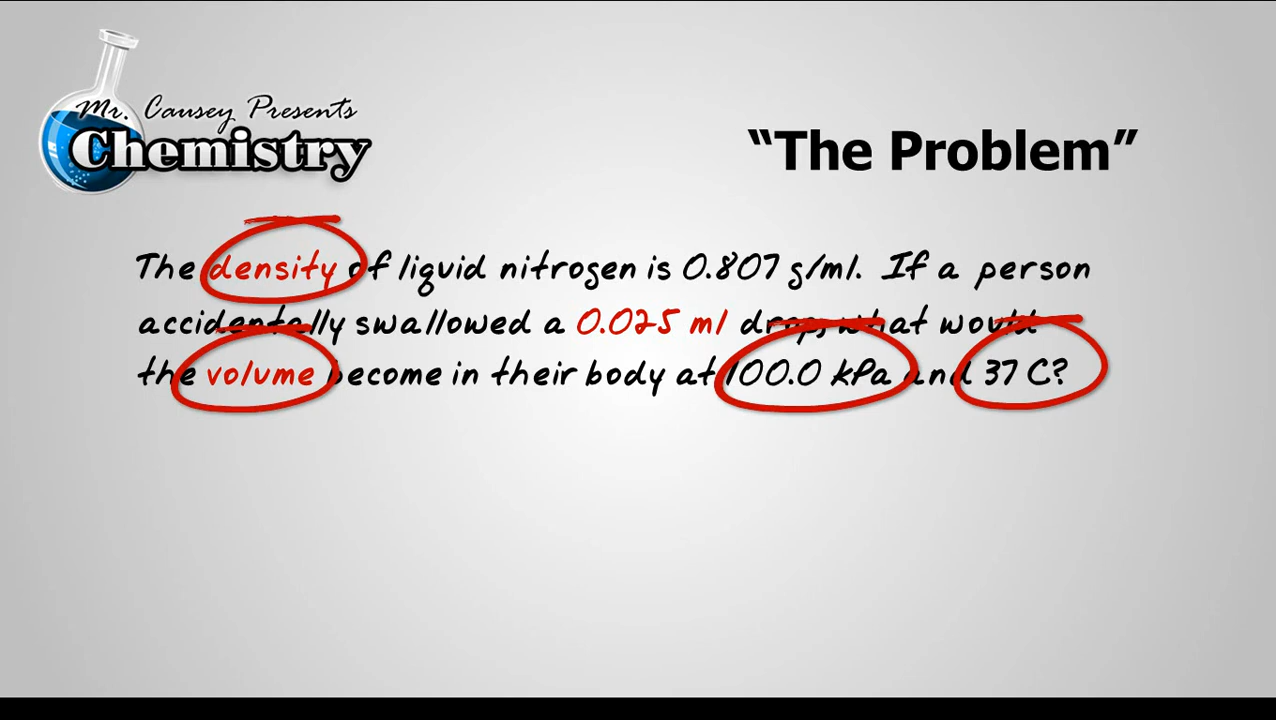 Mr. Causey Presents
Chemistry
“The Problem”
The density of liquid nitrogen is 0.807 g/ml. If a person
accidentally swallowed a 0.025 ml drop, what would
the volume become in their body at 100.0 kPa and 37 C?